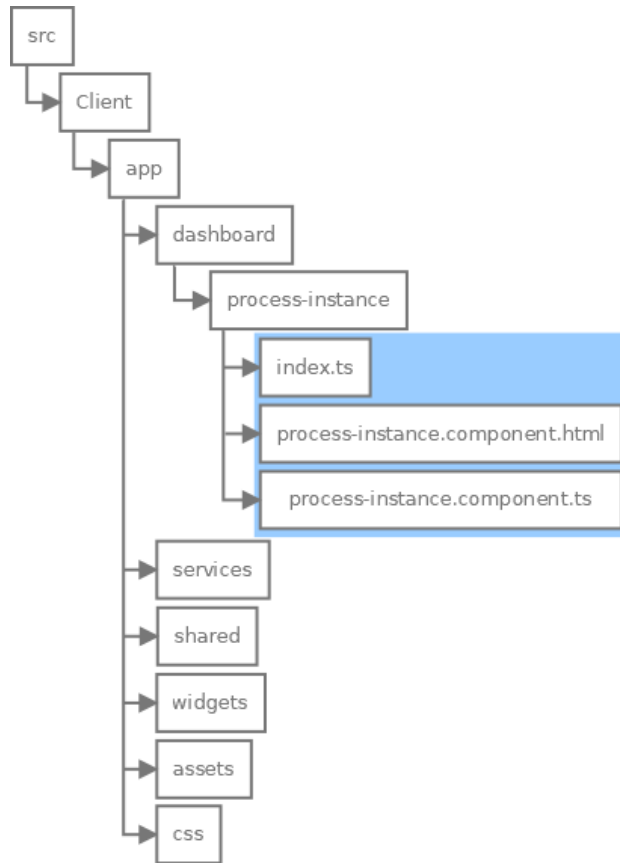 src
Client
app
dashboard
process-instance
index.ts
process-instance.component.html
process-instance.component.ts
services
shared
widgets
assets
css